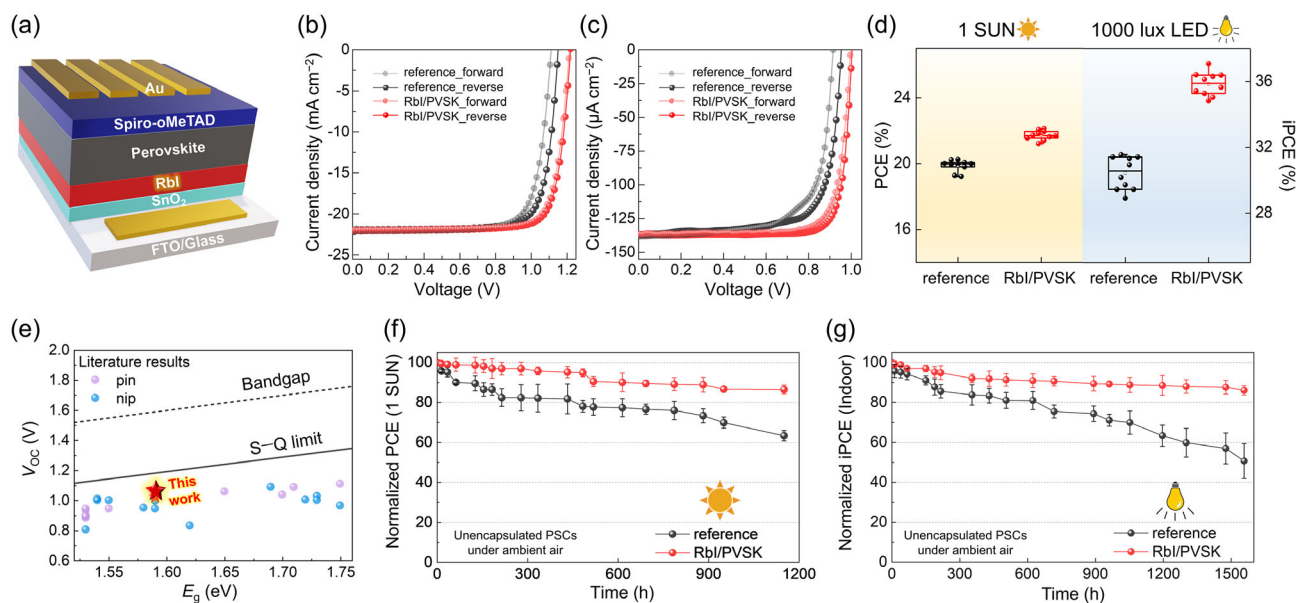 (a)
Au
Spiro-oMeTAD
Perovskite
RbI
SnO₂
FTO/Glass
(b)
0
-5
-10
-15
-20
-25
Current density (mA cm⁻²)
reference_forward
reference_reverse
RbI/PVSK_forward
RbI/PVSK_reverse
0.0 0.2 0.4 0.6 0.8 1.0 1.2
Voltage (V)
(c)
0
-25
-50
-75
-100
-125
-150
Current density (μA cm⁻²)
reference_forward
reference_reverse
RbI/PVSK_forward
RbI/PVSK_reverse
0.0 0.2 0.4 0.6 0.8 1.0
Voltage (V)
(d)
1 SUN
1000 lux LED
24
20
16
PCE (%)
36
32
28
iPCE (%)
reference RbI/PVSK reference RbI/PVSK
(e)
2.0
1.8
1.6
1.4
1.2
1.0
0.8
0.6
VOC (V)
Literature results
pin
nip
Bandgap
S–Q limit
This
work
1.55 1.60 1.65 1.70 1.75
Eg (eV)
(f)
100
80
60
40
20
0
Normalized PCE (1 SUN)
Unencapsulated PSCs
under ambient air
reference
RbI/PVSK
0 300 600 900 1200
Time (h)
(g)
100
80
60
40
20
0
Normalized iPCE (Indoor)
Unencapsulated PSCs
under ambient air
reference
RbI/PVSK
0 300 600 900 1200 1500
Time (h)